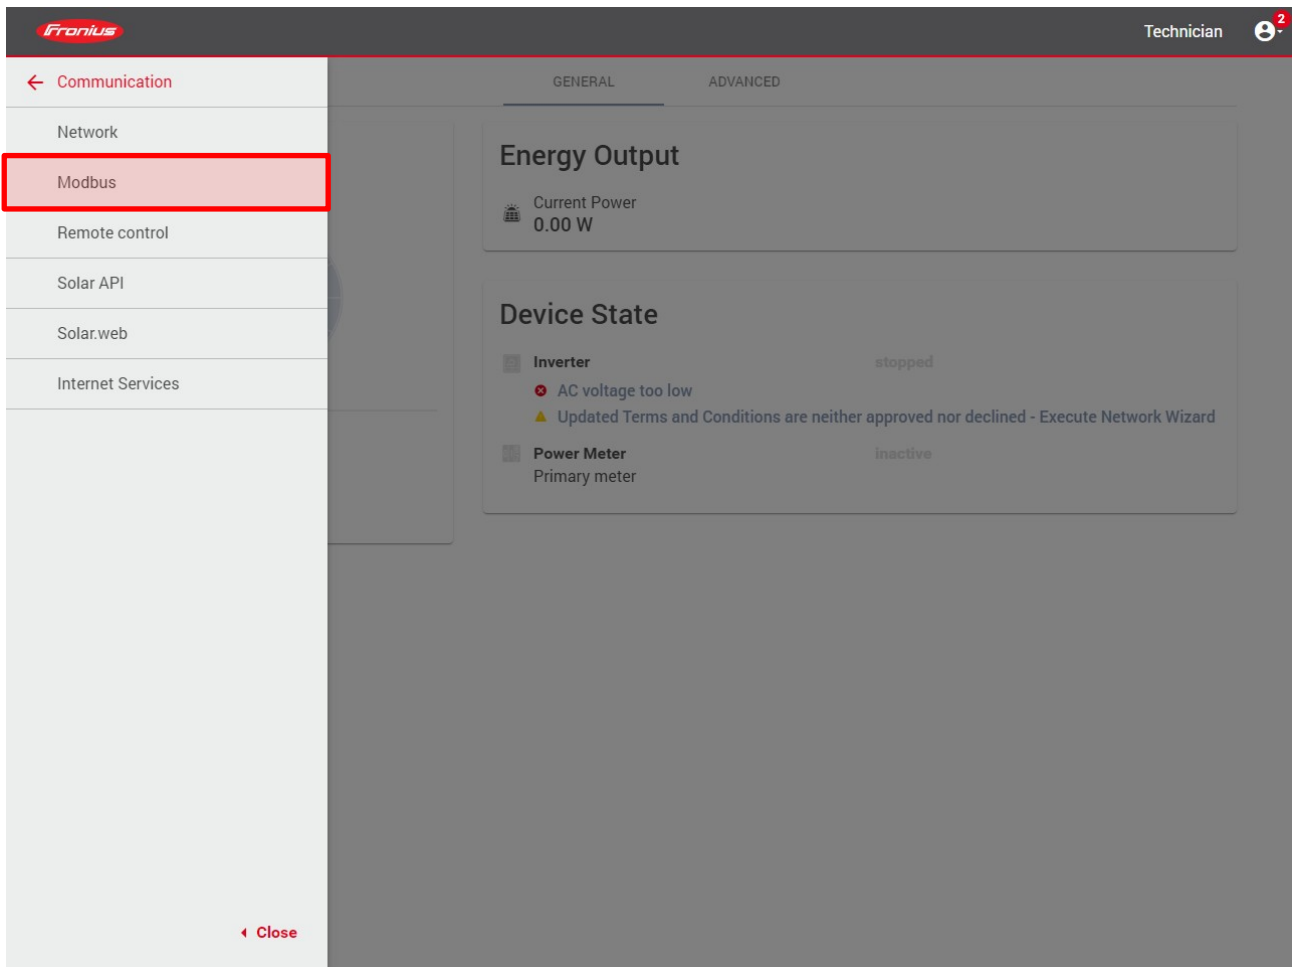 Fronius
Technician
2
Communication
GENERAL
ADVANCED
Network
Modbus
Remote control
Solar API
Solar.web
Internet Services
Energy Output
Current Power
0.00 W
Device State
Inverter
stopped
AC voltage too low
Updated Terms and Conditions are neither approved nor declined - Execute Network Wizard
Power Meter
inactive
Primary meter
Close